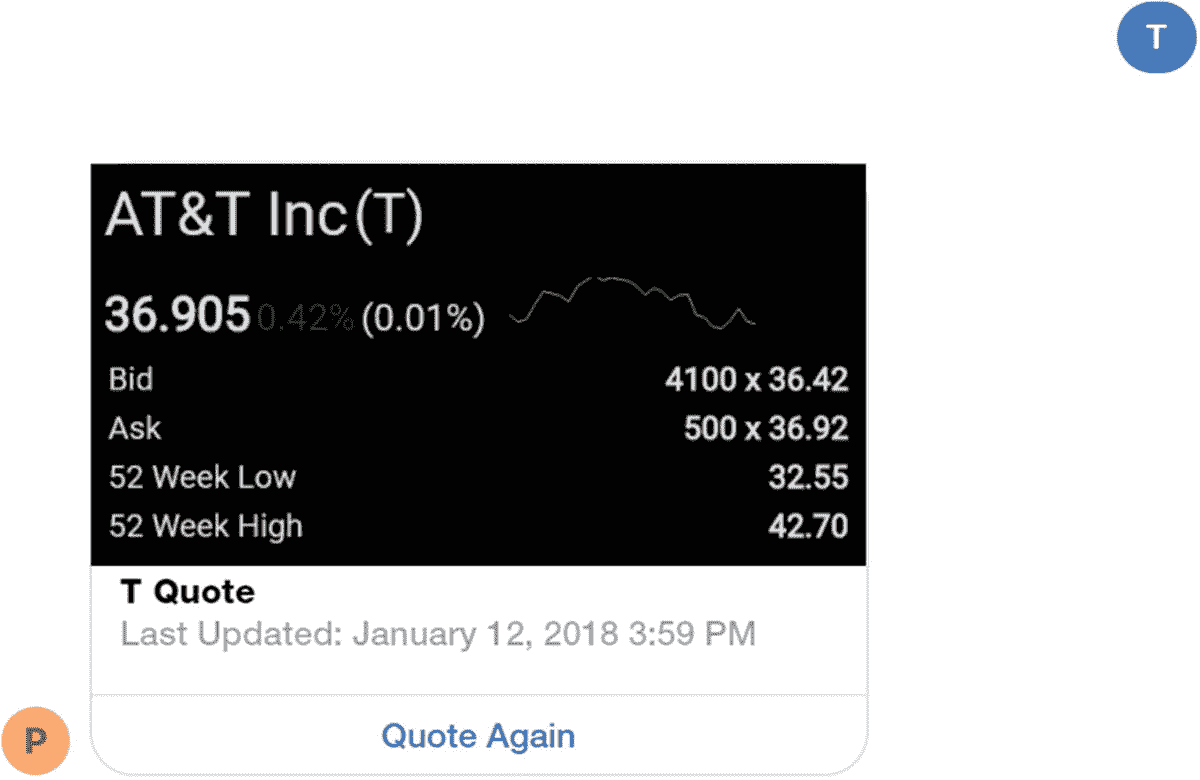 T
AT&T Inc(T)
36.905 0.42% (0.01%)
Bid 4100 x 36.42
Ask 500 x 36.92
52 Week Low 32.55
52 Week High 42.70
T Quote
Last Updated: January 12, 2018 3:59 PM
Quote Again
P